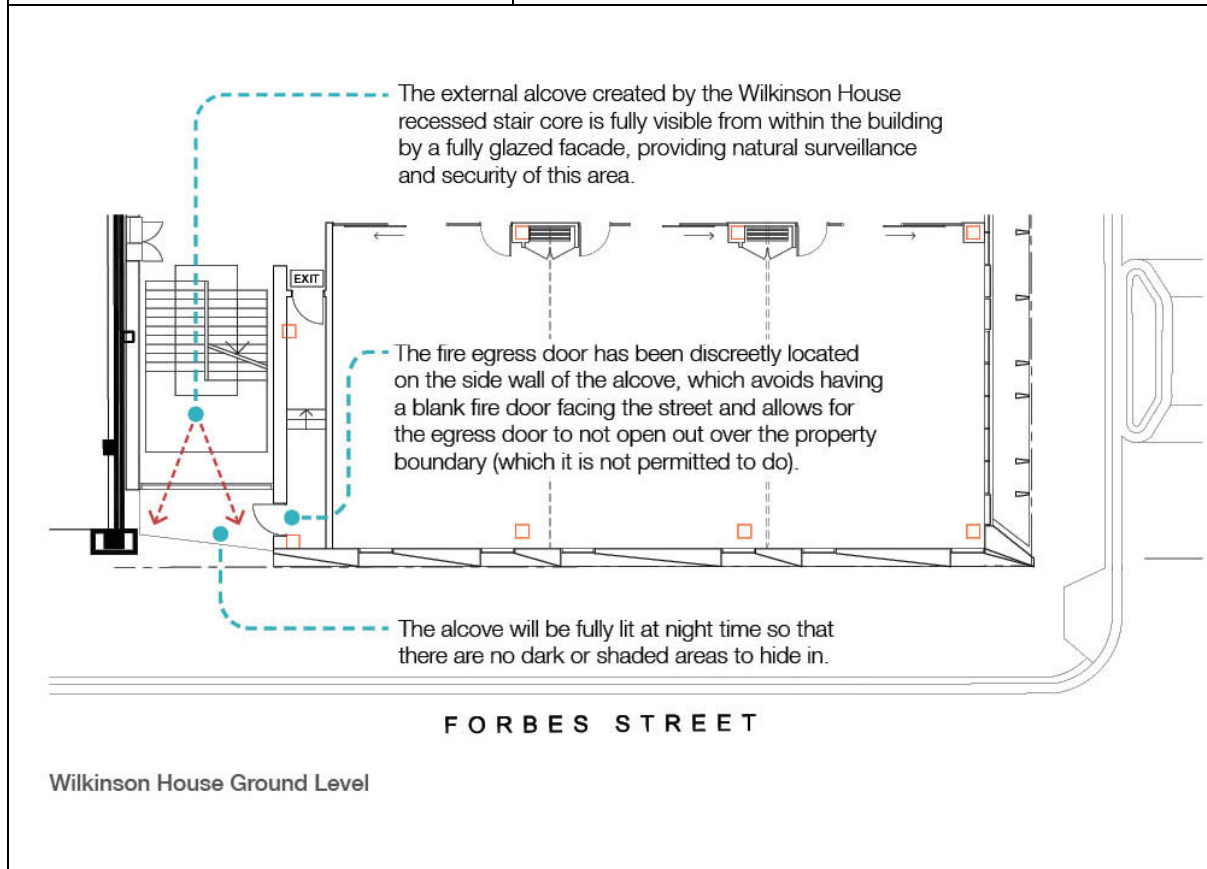 The external alcove created by the Wilkinson House
recessed stair core is fully visible from within the building
by a fully glazed facade, providing natural surveillance
and security of this area.
EXIT
The fire egress door has been discreetly located
on the side wall of the alcove, which avoids having
a blank fire door facing the street and allows for
the egress door to not open out over the property
boundary (which it is not permitted to do).
The alcove will be fully lit at night time so that
there are no dark or shaded areas to hide in.
FORBES STREET
Wilkinson House Ground Level